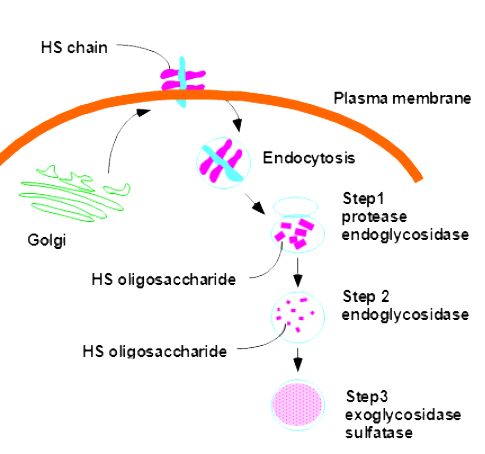 HS chain
Plasma membrane
Endocytosis
Step1
protease
endoglycosidase
Golgi
HS oligosaccharide
Step 2
endoglycosidase
HS oligosaccharide
Step3
exoglycosidase
sulfatase